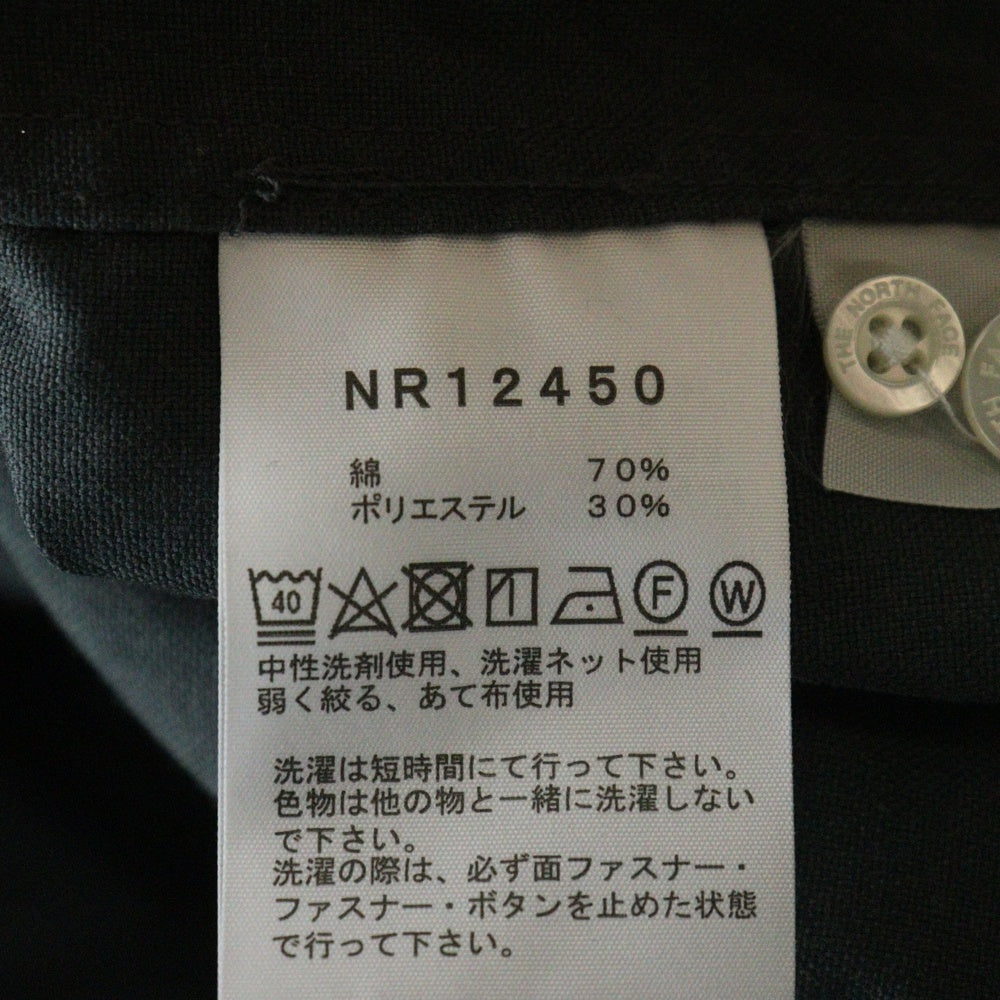 NR12450
綿 70%
ポリエステル 30%
40 F W
中性洗剤使用、洗濯ネット使用
弱く絞る、あて布使用
洗濯は短時間にて行って下さい。
色物は他の物と一緒に洗濯しない
で下さい。
洗濯の際は、必ず面ファスナー・
ファスナー・ボタンを止めた状態
で行って下さい。
THE NORTH FACE